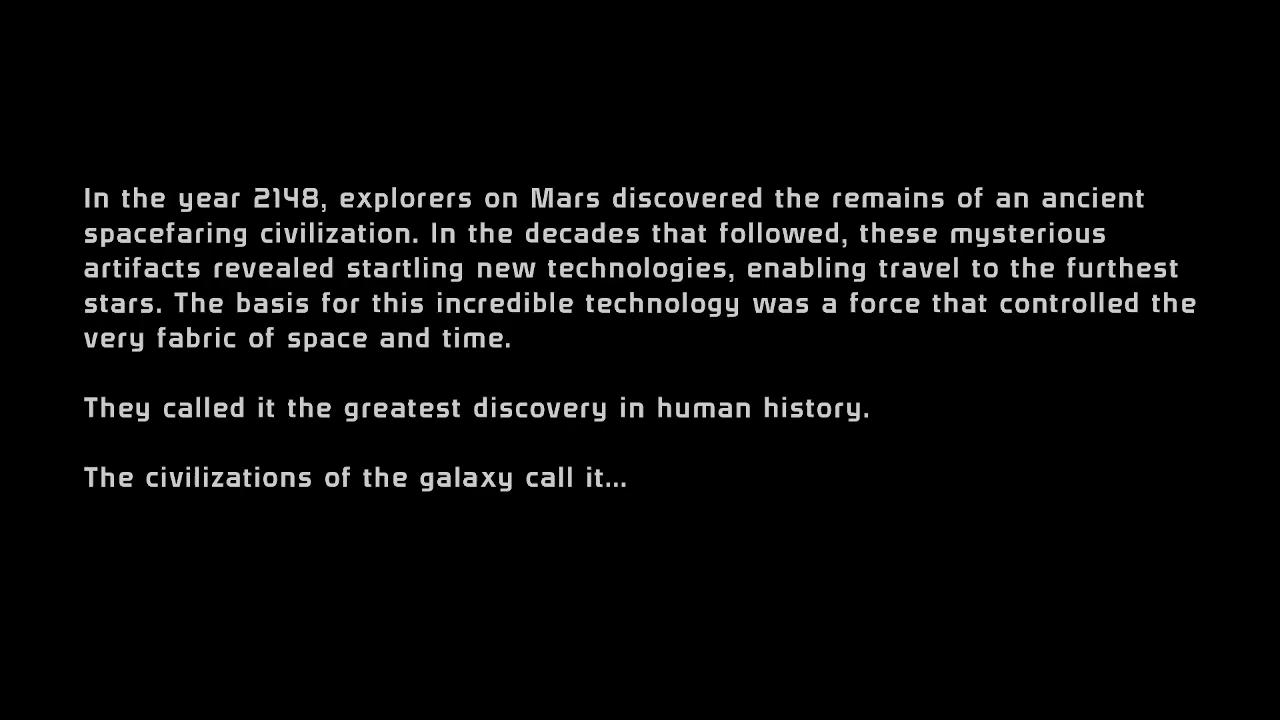 In the year 2148, explorers on Mars discovered the remains of an ancient
spacefaring civilization. In the decades that followed, these mysterious
artifacts revealed startling new technologies, enabling travel to the furthest
stars. The basis for this incredible technology was a force that controlled the
very fabric of space and time.
They called it the greatest discovery in human history.
The civilizations of the galaxy call it...